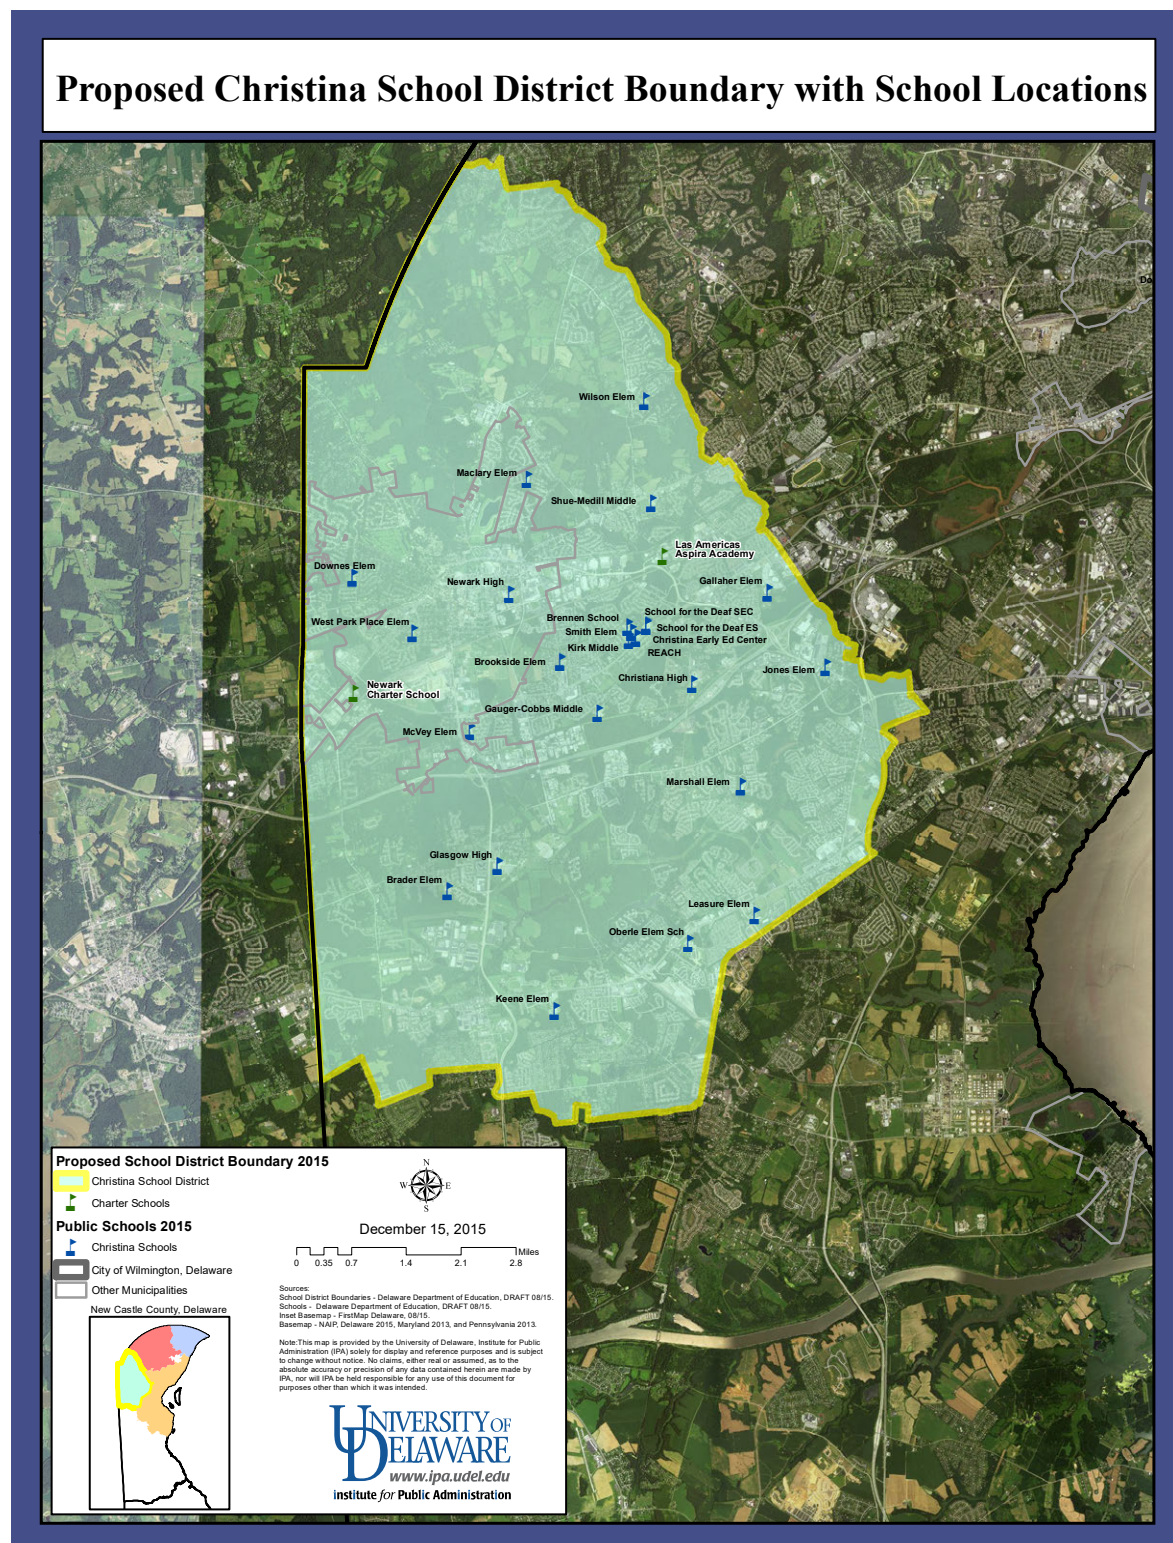 Proposed Christina School District Boundary with School Locations
Wilson Elem
Maclary Elem
Shue-Medill Middle
Las Americas
Aspira Academy
Downes Elem
Newark High
Gallaher Elem
West Park Place Elem
Brennen School
School for the Deaf SEC
Smith Elem
School for the Deaf ES
Kirk Middle
Christina Early Ed Center
REACH
Brookside Elem
Jones Elem
Christiana High
Newark
Charter School
Gauger-Cobbs Middle
McVey Elem
Marshall Elem
Glasgow High
Brader Elem
Leasure Elem
Oberle Elem Sch
Keene Elem
Proposed School District Boundary 2015
Christina School District
Charter Schools
Public Schools 2015
Christina Schools
City of Wilmington, Delaware
Other Municipalities
New Castle County, Delaware
N
W E
S
December 15, 2015
Miles
0 0.35 0.7 1.4 2.1 2.8
Sources:
School District Boundaries - Delaware Department of Education, DRAFT 08/15.
Schools - Delaware Department of Education, DRAFT 08/15.
Inset Basemap - FirstMap Delaware, 08/15.
Basemap - NAIP, Delaware 2015, Maryland 2013, and Pennsylvania 2013.
Note:This map is provided by the University of Delaware, Institute for Public
Administration (IPA) solely for display and reference purposes and is subject
to change without notice. No claims, either real or assumed, as to the
absolute accuracy or precision of any data contained herein are made by
IPA, nor will IPA be held responsible for any use of this document for
purposes other than which it was intended.
UNIVERSITY OF
DELAWARE
www.ipa.udel.edu
institute for Public Administration